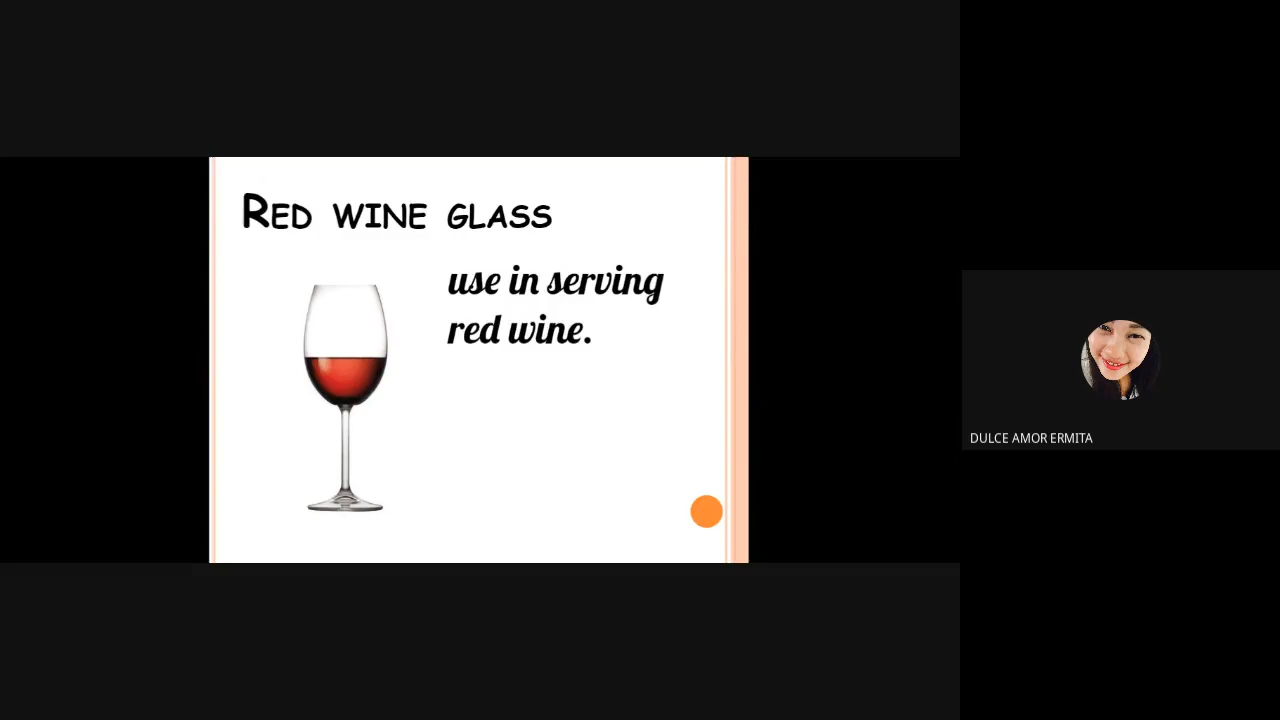 RED WINE GLASS
use in serving
red wine.
DULCE AMOR ERMITA